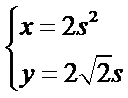 x = 2s²
y = 2√2s